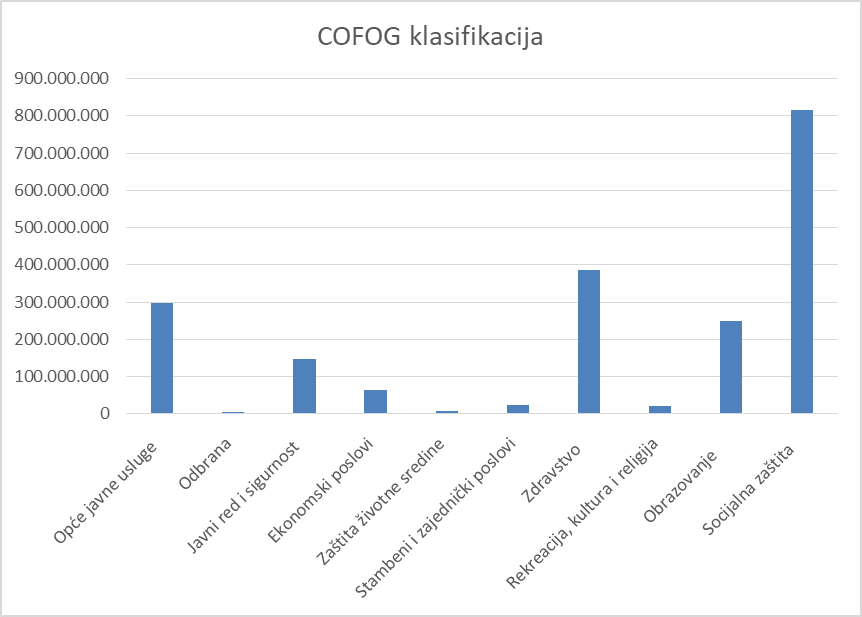 COFOG klasifikacija
900.000.000
800.000.000
700.000.000
600.000.000
500.000.000
400.000.000
300.000.000
200.000.000
100.000.000
0
Opće javne usluge
Odbrana
Javni red i sigurnost
Ekonomski poslovi
Zaštita životne sredine
Stambeni i zajednički poslovi
Zdravstvo
Rekreacija, kultura i religija
Obrazovanje
Socijalna zaštita